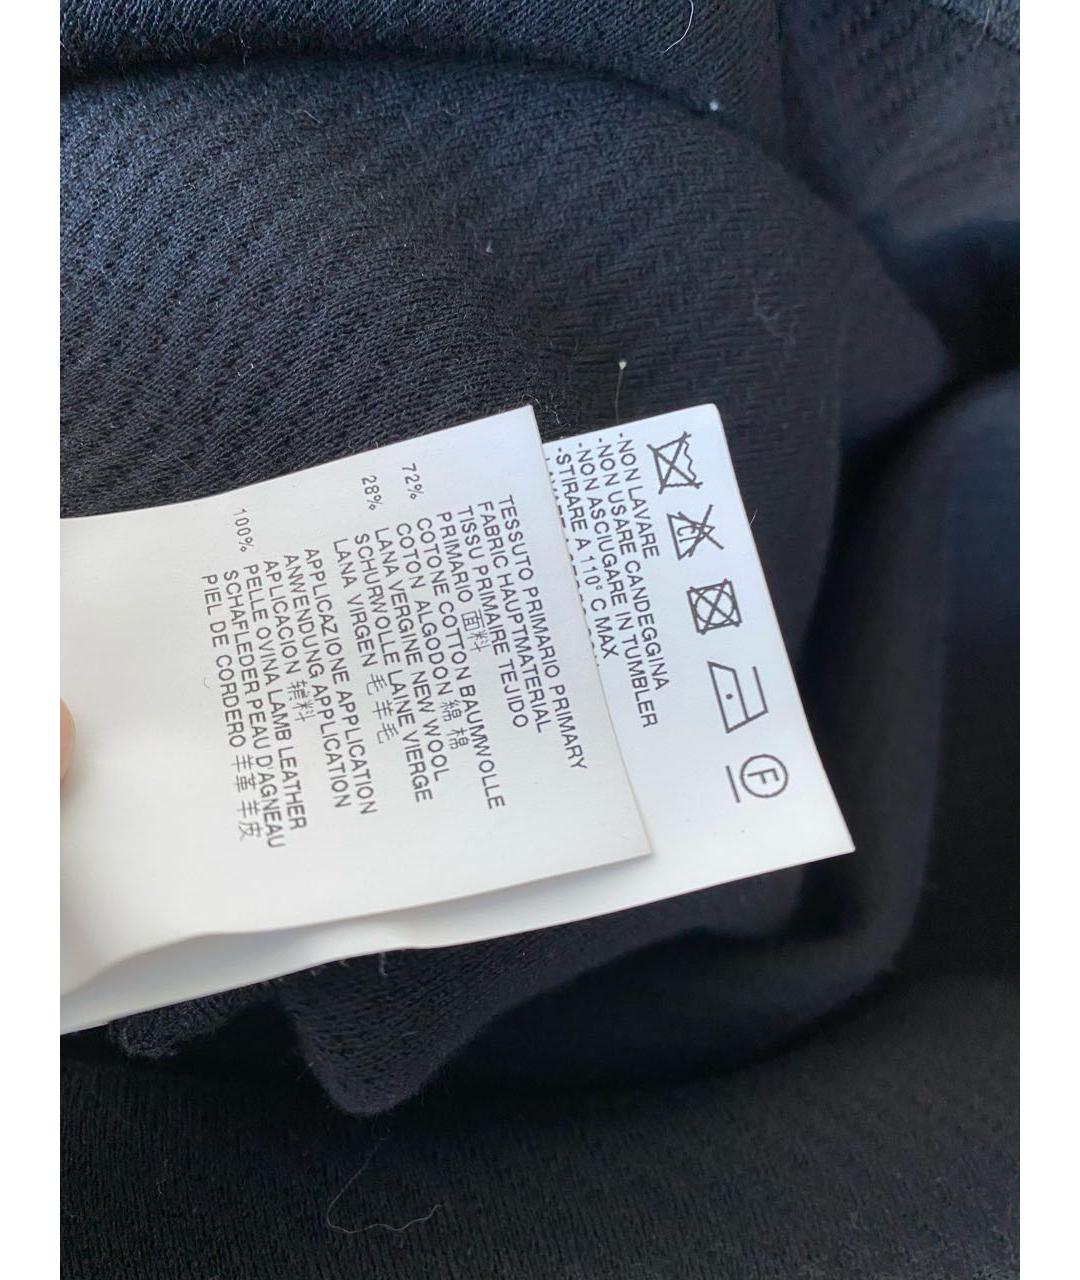 TESSUTO PRIMARIO PRIMARY
FABRIC HAUPTMATERIAL
TISSU PRIMAIRE TEJIDO
PRIMARIO 面料
72% COTONE COTTON BAUMWOLLE
COTON ALGODON 綿 棉
28% LANA VERGINE NEW WOOL
SCHURWOLLE LAINE VIERGE
LANA VIRGEN 毛 羊毛
APPLICAZIONE APPLICATION
ANWENDUNG APPLICATION
APLICACION 辅料
100% PELLE OVINA LAMB LEATHER
SCHAFLEDER PEAU D'AGNEAU
PIEL DE CORDERO 羊革 羊皮
-NON LAVARE
-NON USARE CANDEGGINA
-NON ASCIUGARE IN TUMBLER
-STIRARE A 110° C MAX
F